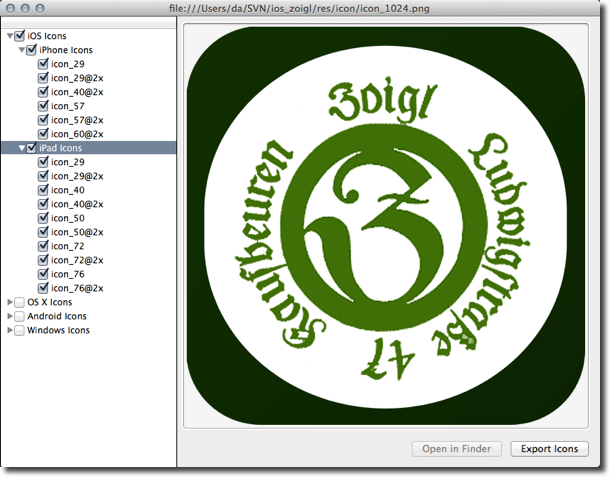 file:///Users/da/SVN/ios_zoigl/res/icon/icon_1024.png
iOS Icons
iPhone Icons
icon_29
icon_29@2x
icon_40@2x
icon_57
icon_57@2x
icon_60@2x
iPad Icons
icon_29
icon_29@2x
icon_40
icon_40@2x
icon_50
icon_50@2x
icon_72
icon_72@2x
icon_76
icon_76@2x
OS X Icons
Android Icons
Windows Icons
Zoigl
Ludwigſtraße 47
Kaufbeuren
Z
Open in Finder
Export Icons